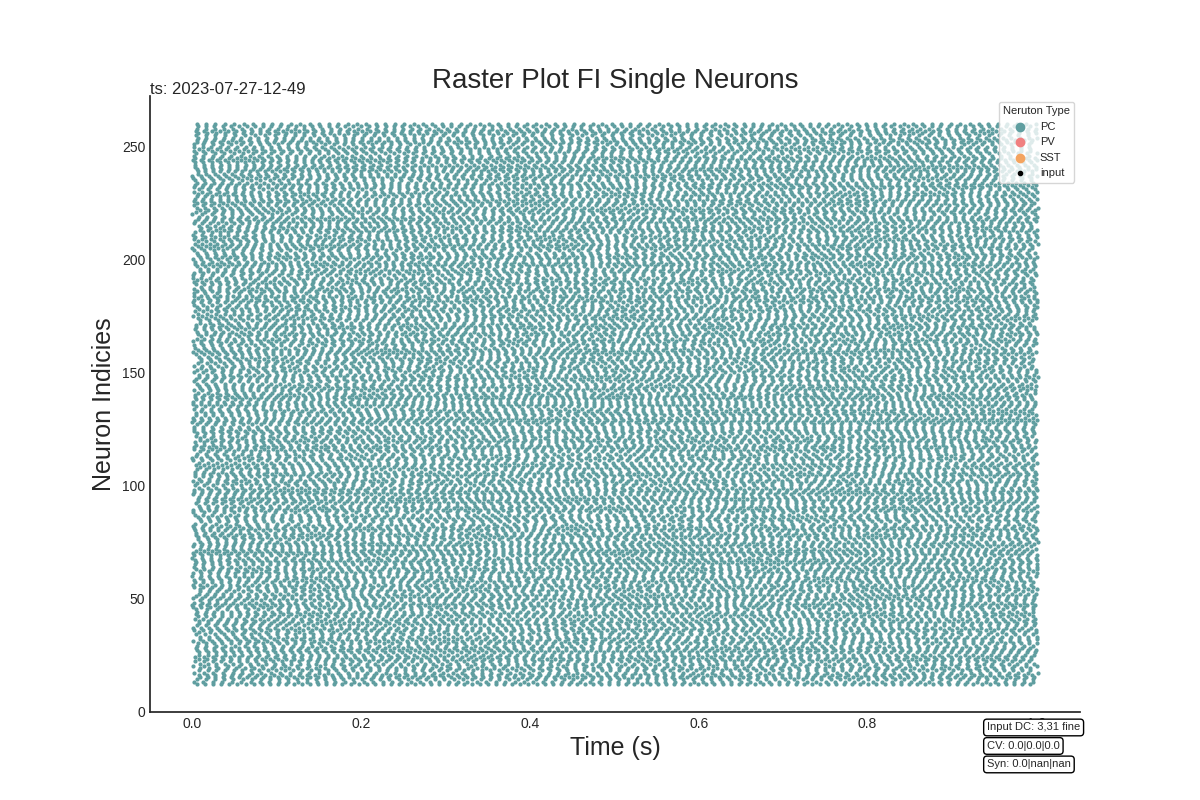 Raster Plot FI Single Neurons
ts: 2023-07-27-12-49
Neruton Type
PC
PV
SST
input
Neuron Indicies
250
200
150
100
50
0
0.0
0.2
0.4
0.6
0.8
Time (s)
Input DC: 3,31 fine
CV: 0.0|0.0|0.0
Syn: 0.0|nan|nan